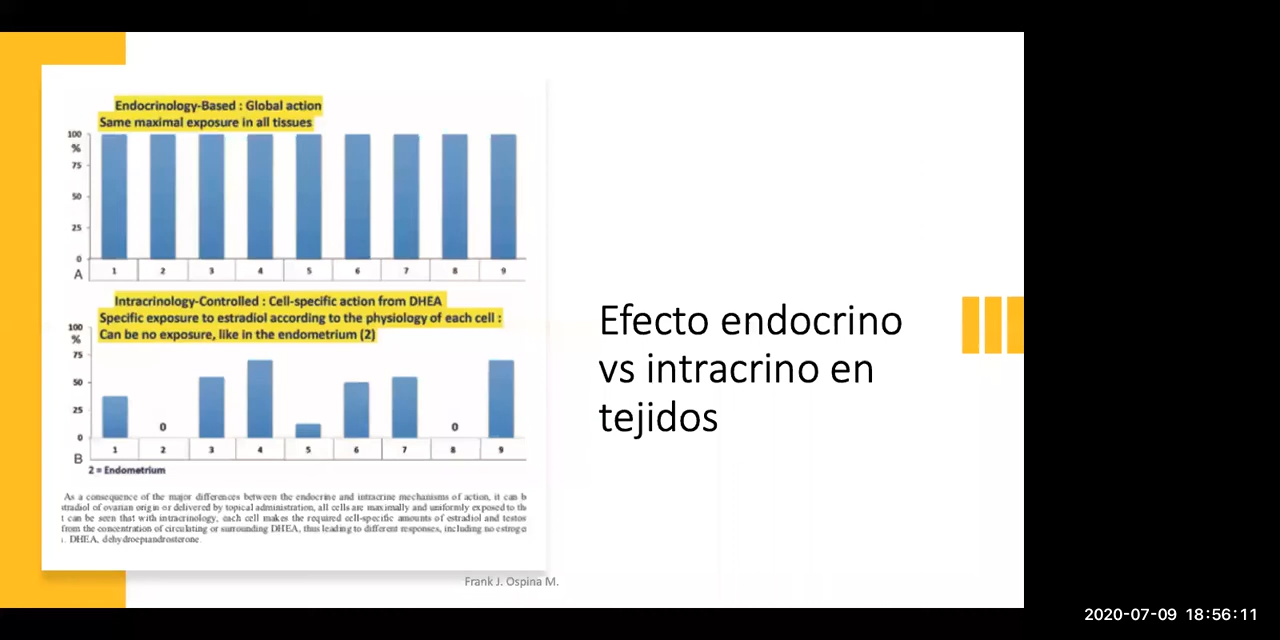 Endocrinology-Based : Global action
Same maximal exposure in all tissues
100
%
75
50
25
0
A 1 2 3 4 5 6 7 8 9
Intracrinology-Controlled : Cell-specific action from DHEA
Specific exposure to estradiol according to the physiology of each cell :
Can be no exposure, like in the endometrium (2)
100
%
75
50
25
0
0 0
B 1 2 3 4 5 6 7 8 9
2 = Endometrium
As a consequence of the major differences between the endocrine and intracrine mechanisms of action, it can b
stradiol of ovarian origin or delivered by topical administration, all cells are maximally and uniformly exposed to th
t can be seen that with intracrinology, each cell makes the required cell-specific amounts of estradiol and testos
from the concentration of circulating or surrounding DHEA, thus leading to different responses, including no estroge
. DHEA, dehydroepiandrosterone.
Efecto endocrino
vs intracrino en
tejidos
Frank J. Ospina M.
2020-07-09 18:56:11